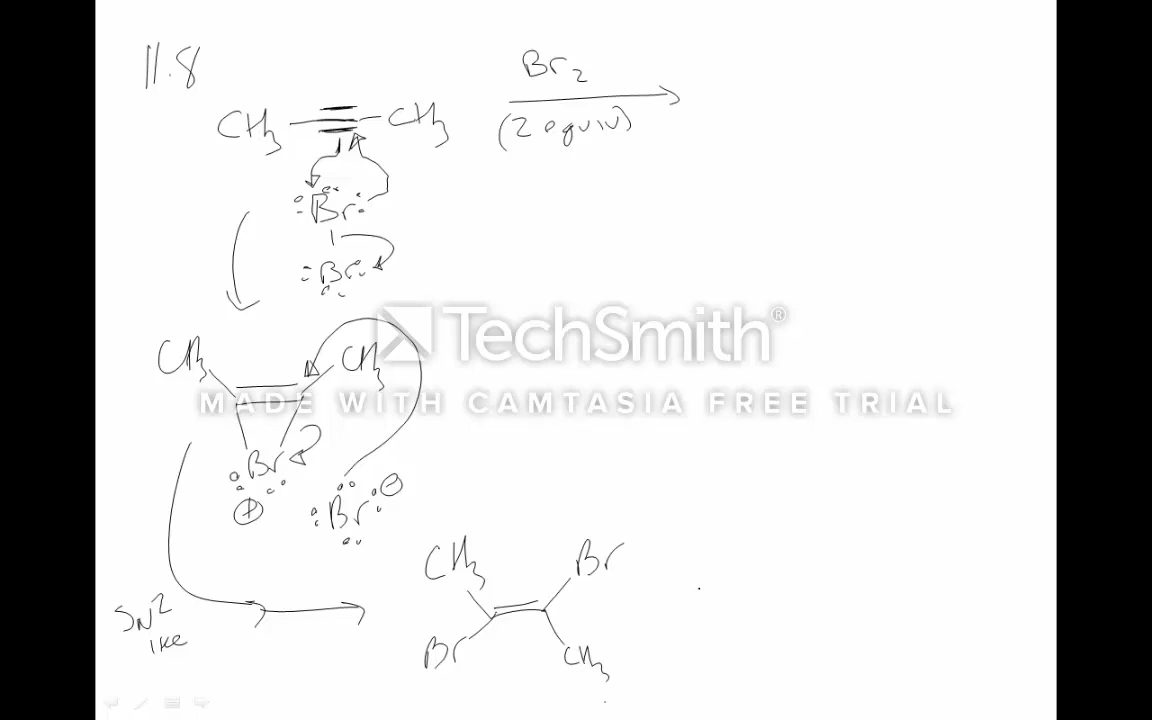 11.8
Br2
CH3 CH3
(2 equiv)
Br
Br
TechSmith®
MADE WITH CAMTASIA FREE TRIAL
CH3 CH3
Br
+
Br -
CH3 Br
SN2
like
Br CH3